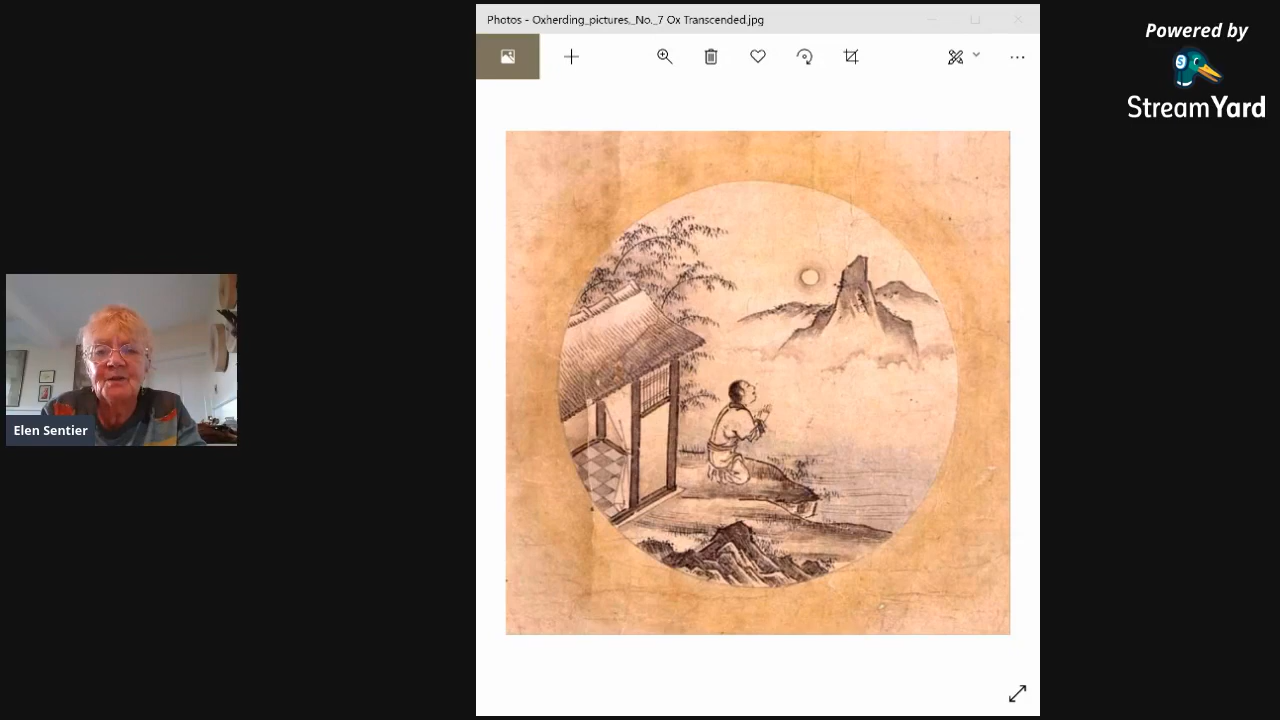 Photos - Oxherding_pictures,_No._7 Ox Transcended.jpg
Powered by
StreamYard
Elen Sentier